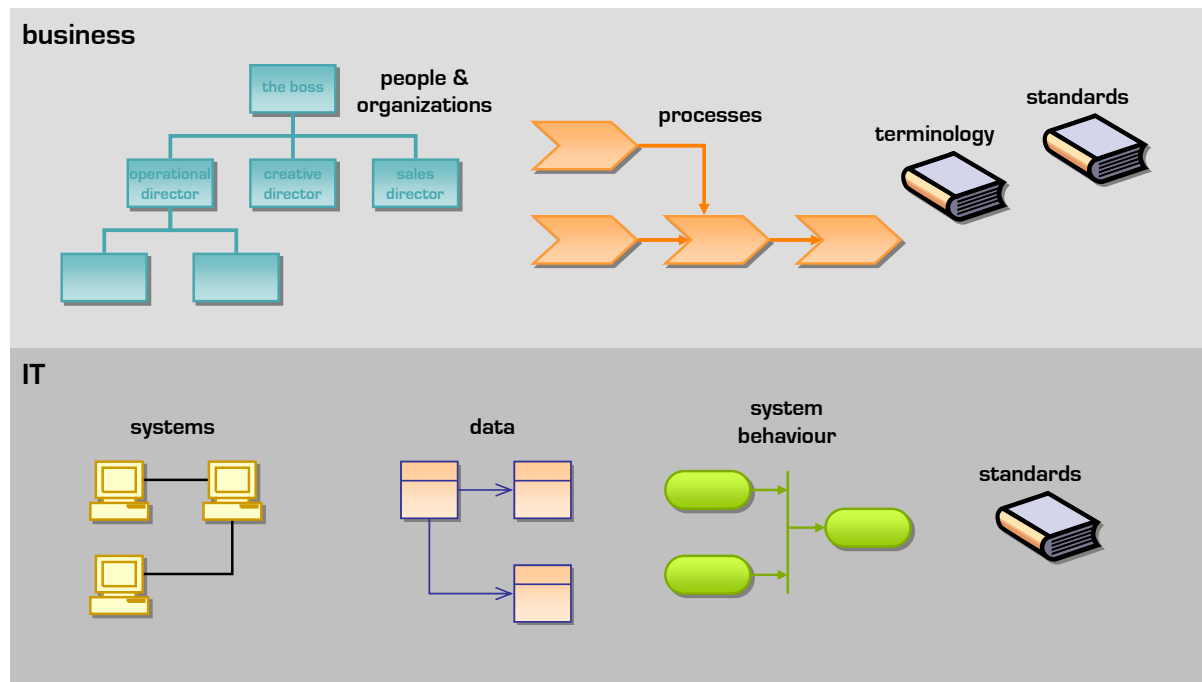 business
people &
organizations
the boss
operational
director
creative
director
sales
director
processes
terminology
standards
IT
systems
data
system
behaviour
standards